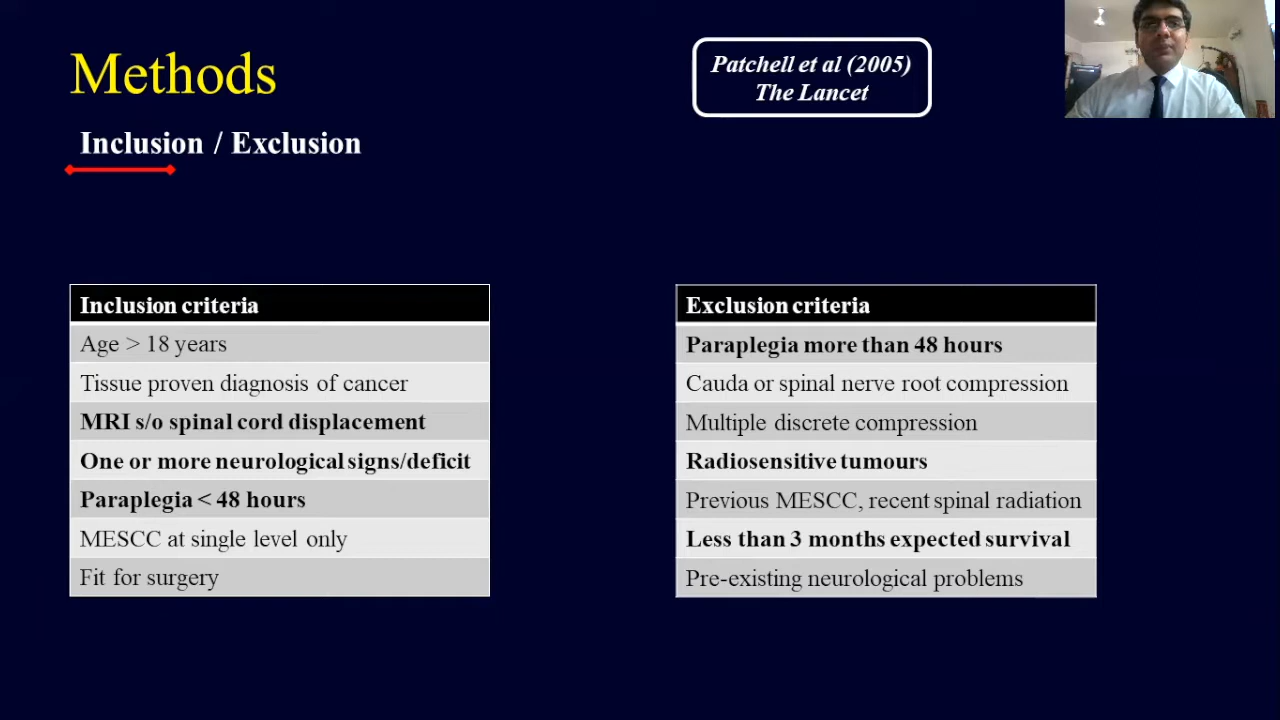 Methods
Patchell et al (2005)
The Lancet
Inclusion / Exclusion
Inclusion criteria
Age > 18 years
Tissue proven diagnosis of cancer
MRI s/o spinal cord displacement
One or more neurological signs/deficit
Paraplegia < 48 hours
MESCC at single level only
Fit for surgery
Exclusion criteria
Paraplegia more than 48 hours
Cauda or spinal nerve root compression
Multiple discrete compression
Radiosensitive tumours
Previous MESCC, recent spinal radiation
Less than 3 months expected survival
Pre-existing neurological problems